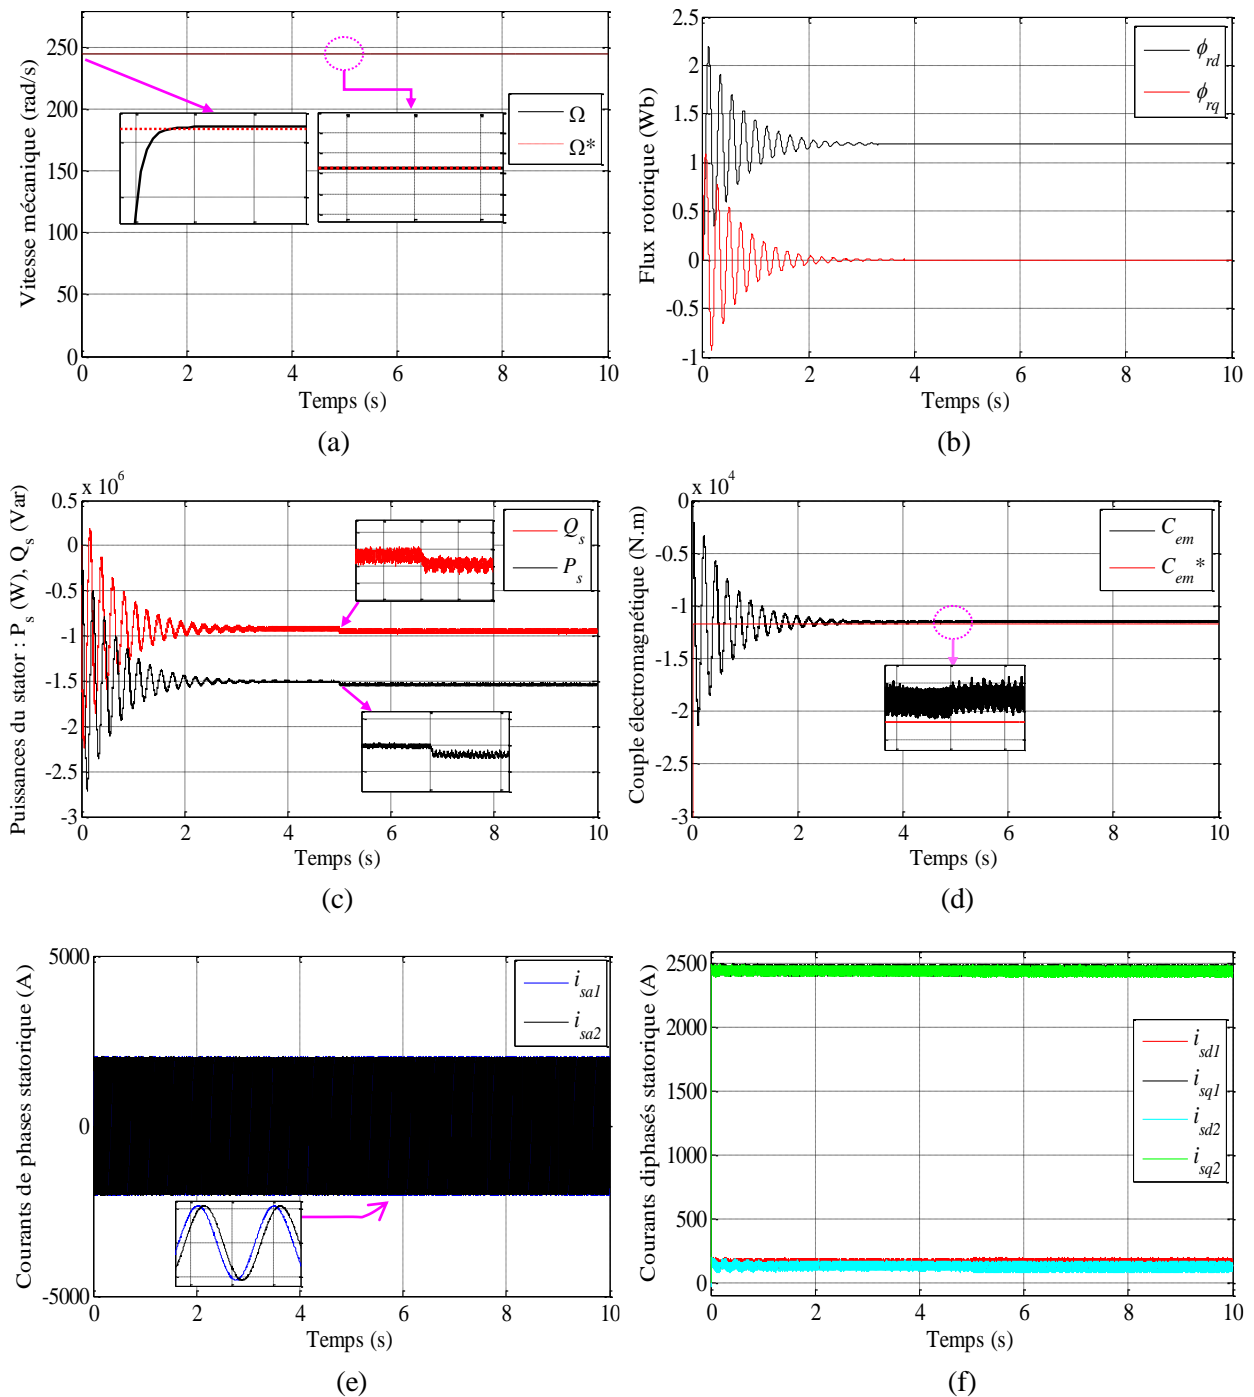 Vitesse mécanique (rad/s)
250
200
150
100
50
0
0 2 4 6 8 10
Temps (s)
Ω
Ω*
(a)
Flux rotorique (Wb)
2.5
2
1.5
1
0.5
0
-0.5
-1
0 2 4 6 8 10
Temps (s)
ϕrd
ϕrq
(b)
Puissances du stator : Ps (W), Qs (Var)
x 10^6
0.5
0
-0.5
-1
-1.5
-2
-2.5
-3
0 2 4 6 8 10
Temps (s)
Qs
Ps
(c)
Couple électromagnétique (N.m)
x 10^4
0
-0.5
-1
-1.5
-2
-2.5
-3
0 2 4 6 8 10
Temps (s)
Cem
Cem*
(d)
Courants de phases statorique (A)
5000
0
-5000
0 2 4 6 8 10
Temps (s)
isa1
isa2
(e)
Courants diphasés statorique (A)
2500
2000
1500
1000
500
0
0 2 4 6 8 10
Temps (s)
isd1
isq1
isd2
isq2
(f)